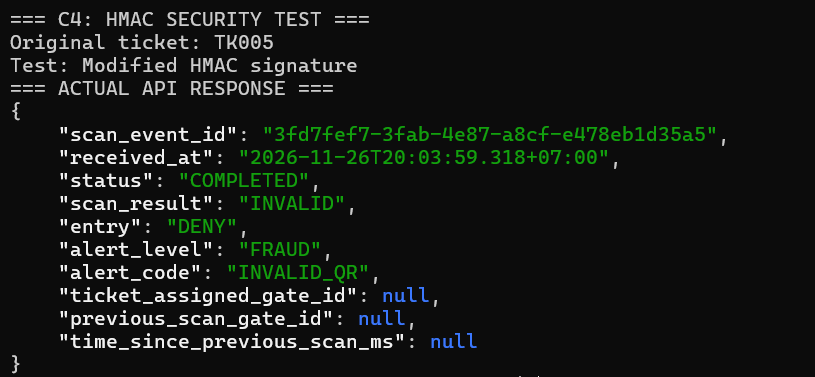 === C4: HMAC SECURITY TEST ===
Original ticket: TK005
Test: Modified HMAC signature
=== ACTUAL API RESPONSE ===
{
    "scan_event_id": "3fd7fef7-3fab-4e87-a8cf-e478eb1d35a5",
    "received_at": "2026-11-26T20:03:59.318+07:00",
    "status": "COMPLETED",
    "scan_result": "INVALID",
    "entry": "DENY",
    "alert_level": "FRAUD",
    "alert_code": "INVALID_QR",
    "ticket_assigned_gate_id": null,
    "previous_scan_gate_id": null,
    "time_since_previous_scan_ms": null
}